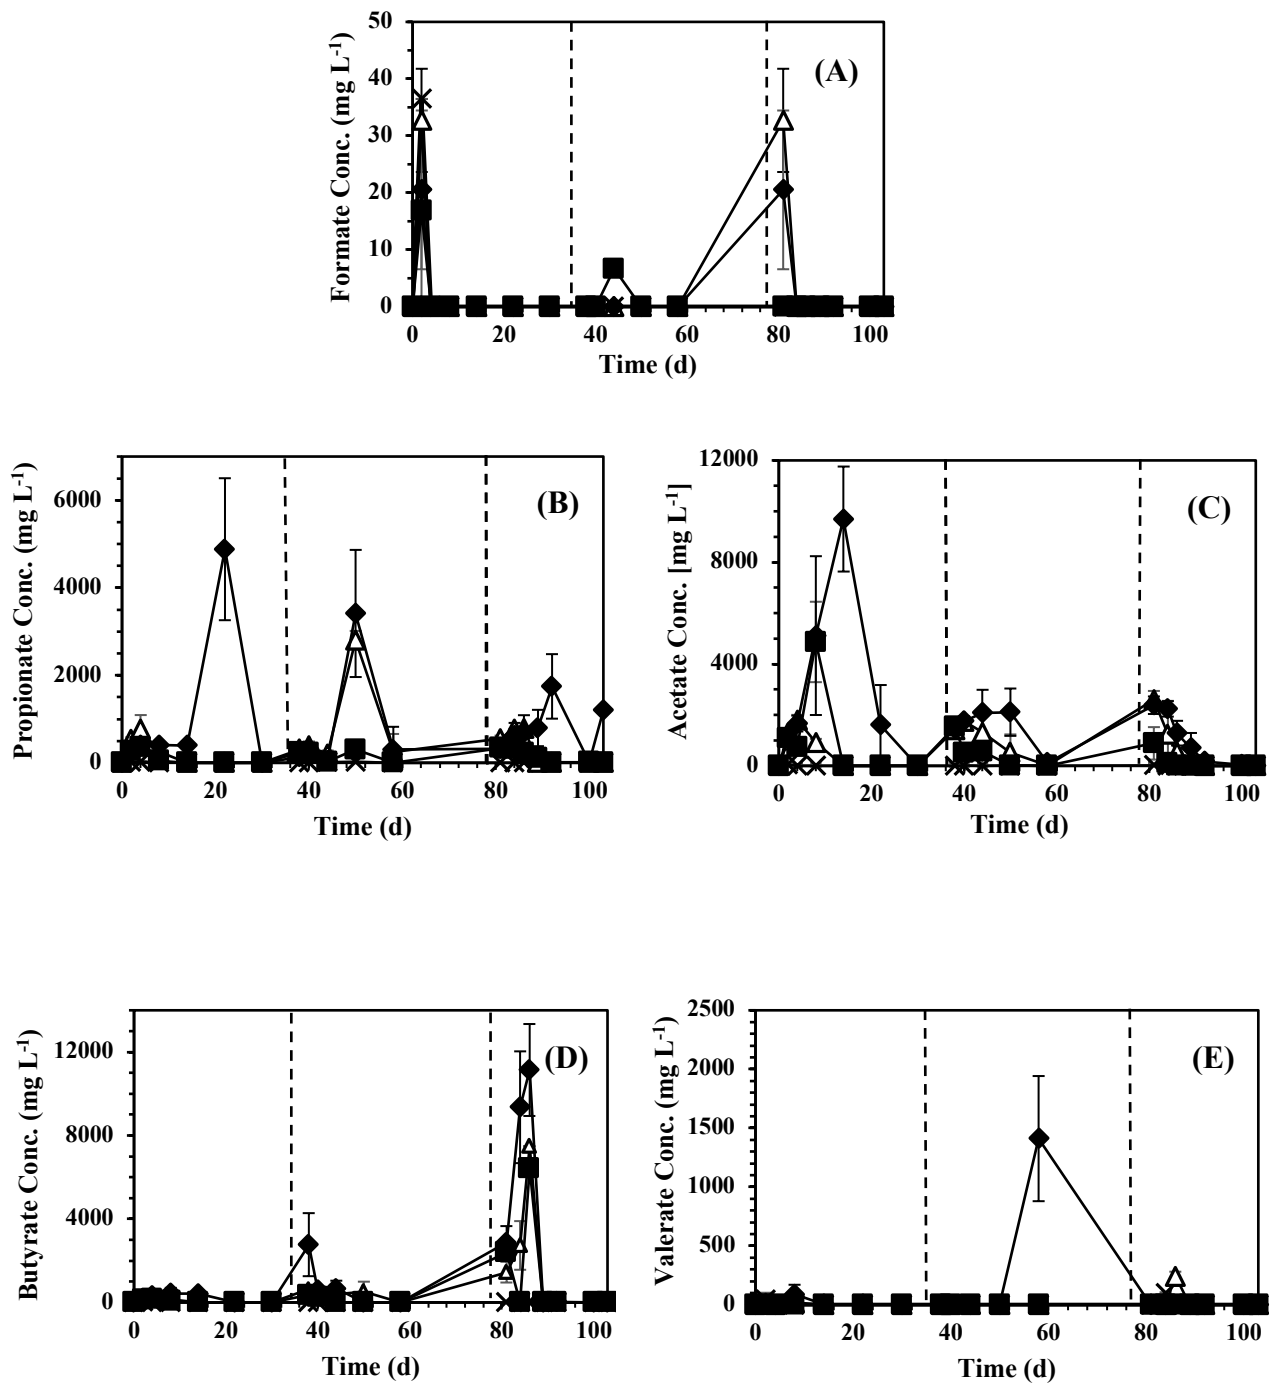 50
40
30
20
10
0
Formate Conc. (mg L⁻¹)
(A)
0 20 40 60 80 100
Time (d)
6000
4000
2000
0
Propionate Conc. (mg L⁻¹)
(B)
0 20 40 60 80 100
Time (d)
12000
8000
4000
0
Acetate Conc. [mg L⁻¹]
(C)
0 20 40 60 80 100
Time (d)
12000
8000
4000
0
Butyrate Conc. (mg L⁻¹)
(D)
0 20 40 60 80 100
Time (d)
2500
2000
1500
1000
500
0
Valerate Conc. (mg L⁻¹)
(E)
0 20 40 60 80 100
Time (d)